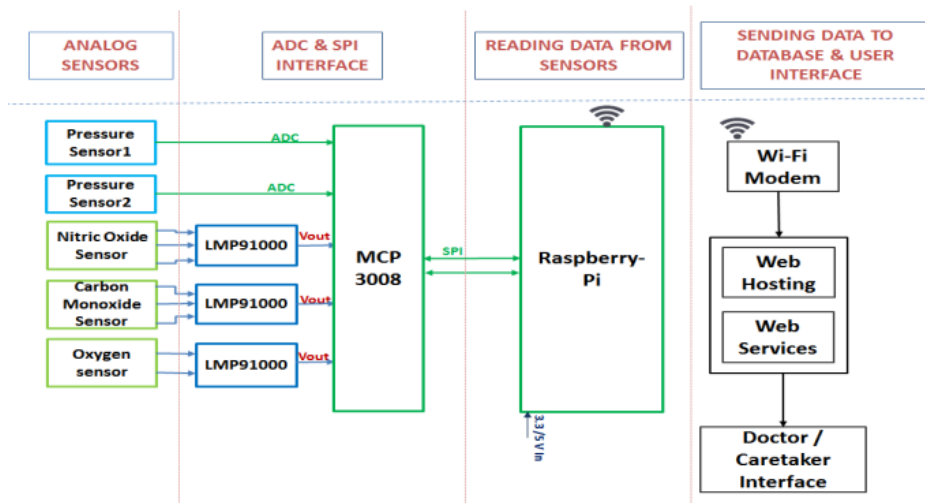 ANALOG
SENSORS
ADC & SPI
INTERFACE
READING DATA FROM
SENSORS
SENDING DATA TO
DATABASE & USER
INTERFACE
Pressure
Sensor1
ADC
Pressure
Sensor2
ADC
Nitric Oxide
Sensor
LMP91000
Vout
Carbon
Monoxide
Sensor
LMP91000
Vout
Oxygen
sensor
LMP91000
Vout
MCP
3008
SPI
Raspberry-
Pi
3.3/5 V in
Wi-Fi
Modem
Web
Hosting
Web
Services
Doctor /
Caretaker
Interface